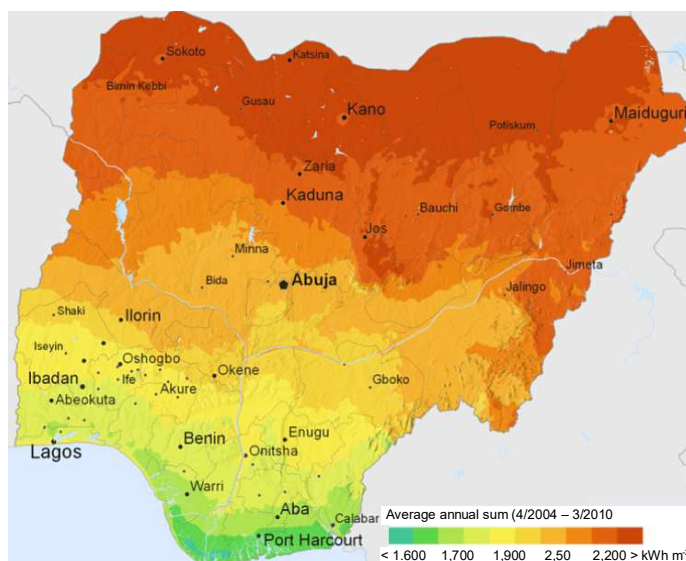 Sokoto
Katsina
Birnin Kebbi
Gusau
Kano
Potiskum
Maiduguri
Zaria
Kaduna
Bauchi
Gombe
Jos
Minna
Jimeta
Bida
Abuja
Jalingo
Shaki
Ilorin
Iseyin
Oshogbo
Okene
Ibadan
Ife
Akure
Gboko
Abeokuta
Benin
Enugu
Lagos
Onitsha
Warri
Aba
Calabar
Port Harcourt
Average annual sum (4/2004 – 3/2010
< 1.600 1,700 1,900 2,50 2,200 > kWh m